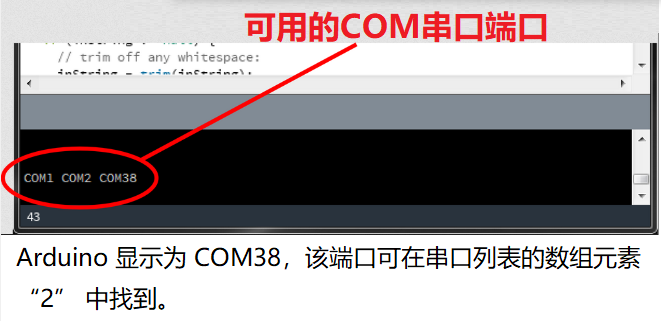 可用的COM串口端口
// trim off any whitespace:
inString = trim(inString);
COM1 COM2 COM38
43
Arduino 显示为 COM38，该端口可在串口列表的数组元素
“2” 中找到。